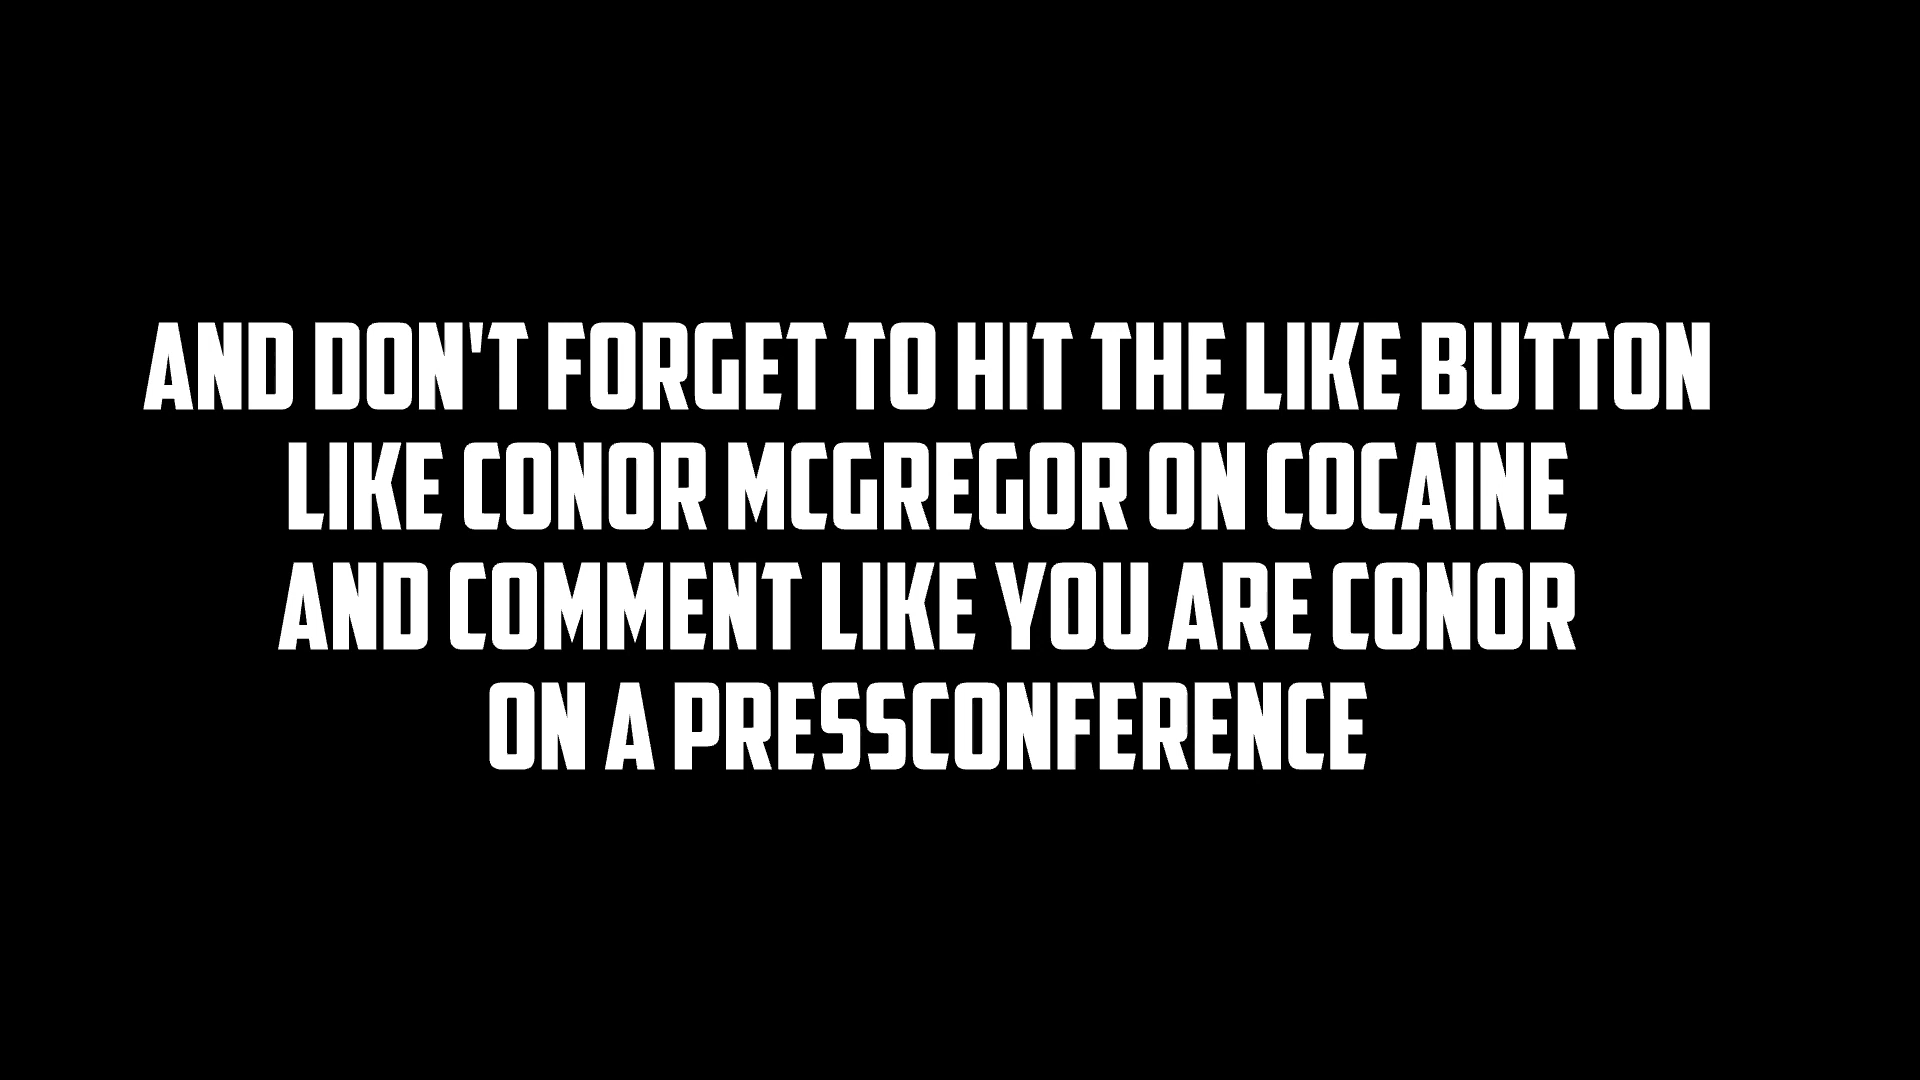 AND DON'T FORGET TO HIT THE LIKE BUTTON
LIKE CONOR MCGREGOR ON COCAINE
AND COMMENT LIKE YOU ARE CONOR
ON A PRESSCONFERENCE